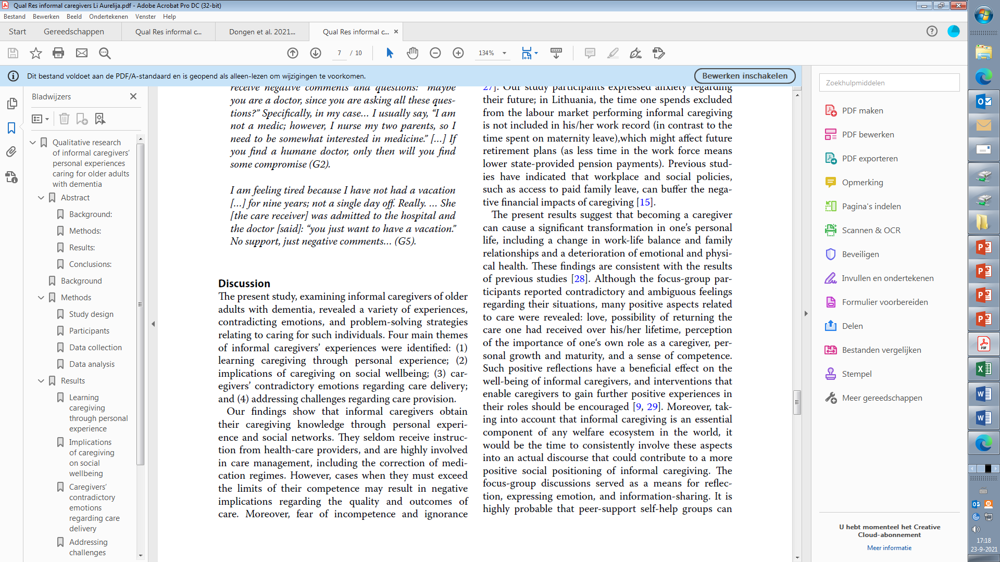 Qual Res informal caregivers Li Aurelija.pdf - Adobe Acrobat Pro DC (32-bit)
Bestand Bewerken Beeld Ondertekenen Venster Help
Start Gereedschappen Qual Res informal c... Dongen et al. 2021... Qual Res informal c... ×
7 / 10 134%
Dit bestand voldoet aan de PDF/A-standaard en is geopend als alleen-lezen om wijzigingen te voorkomen. Bewerken inschakelen
Bladwijzers
Qualitative research
of informal caregivers’
personal experiences
caring for older adults
with dementia
Abstract
Background:
Methods:
Results:
Conclusions:
Background
Methods
Study design
Participants
Data collection
Data analysis
Results
Learning
caregiving
through personal
experience
Implications
of caregiving
on social
wellbeing
Caregivers’
contradictory
emotions
regarding care
delivery
Addressing
challenges
receive negative comments and questions: “maybe
you are a doctor, since you are asking all these ques-
tions?” Specifically, in my case… I usually say, “I am
not a medic; however, I nurse my two parents, so I
need to be somewhat interested in medicine.” […] If
you find a humane doctor, only then will you find
some compromise (G2).
I am feeling tired because I have not had a vacation
[…] for nine years; not a single day off. Really. … She
[the care receiver] was admitted to the hospital and
the doctor [said]: “you just want to have a vacation.”
No support, just negative comments… (G5).
Discussion
The present study, examining informal caregivers of older
adults with dementia, revealed a variety of experiences,
contradicting emotions, and problem-solving strategies
relating to caring for such individuals. Four main themes
of informal caregivers’ experiences were identified: (1)
learning caregiving through personal experience; (2)
implications of caregiving on social wellbeing; (3) car-
egivers’ contradictory emotions regarding care delivery;
and (4) addressing challenges regarding care provision.
Our findings show that informal caregivers obtain
their caregiving knowledge through personal experi-
ence and social networks. They seldom receive instruc-
tion from health-care providers, and are highly involved
in care management, including the correction of medi-
cation regimes. However, cases when they must exceed
the limits of their competence may result in negative
implications regarding the quality and outcomes of
care. Moreover, fear of incompetence and ignorance
27]. Our study participants expressed anxiety regarding
their future; in Lithuania, the time one spends excluded
from the labour market performing informal caregiving
is not included in his/her work record (in contrast to the
time spent on maternity leave),which might affect future
retirement plans (as less time in the work force means
lower state-provided pension payments). Previous stud-
ies have indicated that workplace and social policies,
such as access to paid family leave, can buffer the nega-
tive financial impacts of caregiving [15].
The present results suggest that becoming a caregiver
can cause a significant transformation in one’s personal
life, including a change in work-life balance and family
relationships and a deterioration of emotional and physi-
cal health. These findings are consistent with the results
of previous studies [28]. Although the focus-group par-
ticipants reported contradictory and ambiguous feelings
regarding their situations, many positive aspects related
to care were revealed: love, possibility of returning the
care one had received over his/her lifetime, perception
of the importance of one‘s own role as a caregiver, per-
sonal growth and maturity, and a sense of competence.
Such positive reflections have a beneficial effect on the
well-being of informal caregivers, and interventions that
enable caregivers to gain further positive experiences in
their roles should be encouraged [9, 29]. Moreover, tak-
ing into account that informal caregiving is an essential
component of any welfare ecosystem in the world, it
would be the time to consistently involve these aspects
into an actual discourse that could contribute to a more
positive social positioning of informal caregiving. The
focus-group discussions served as a means for reflec-
tion, expressing emotion, and information-sharing. It is
highly probable that peer-support self-help groups can
Zoekhulpmiddelen
PDF maken
PDF bewerken
PDF exporteren
Opmerking
Pagina's indelen
Scannen & OCR
Beveiligen
Invullen en ondertekenen
Formulier voorbereiden
Delen
Bestanden vergelijken
Stempel
Meer gereedschappen
U hebt momenteel het Creative
Cloud-abonnement
Meer informatie
17:18
23-9-2021